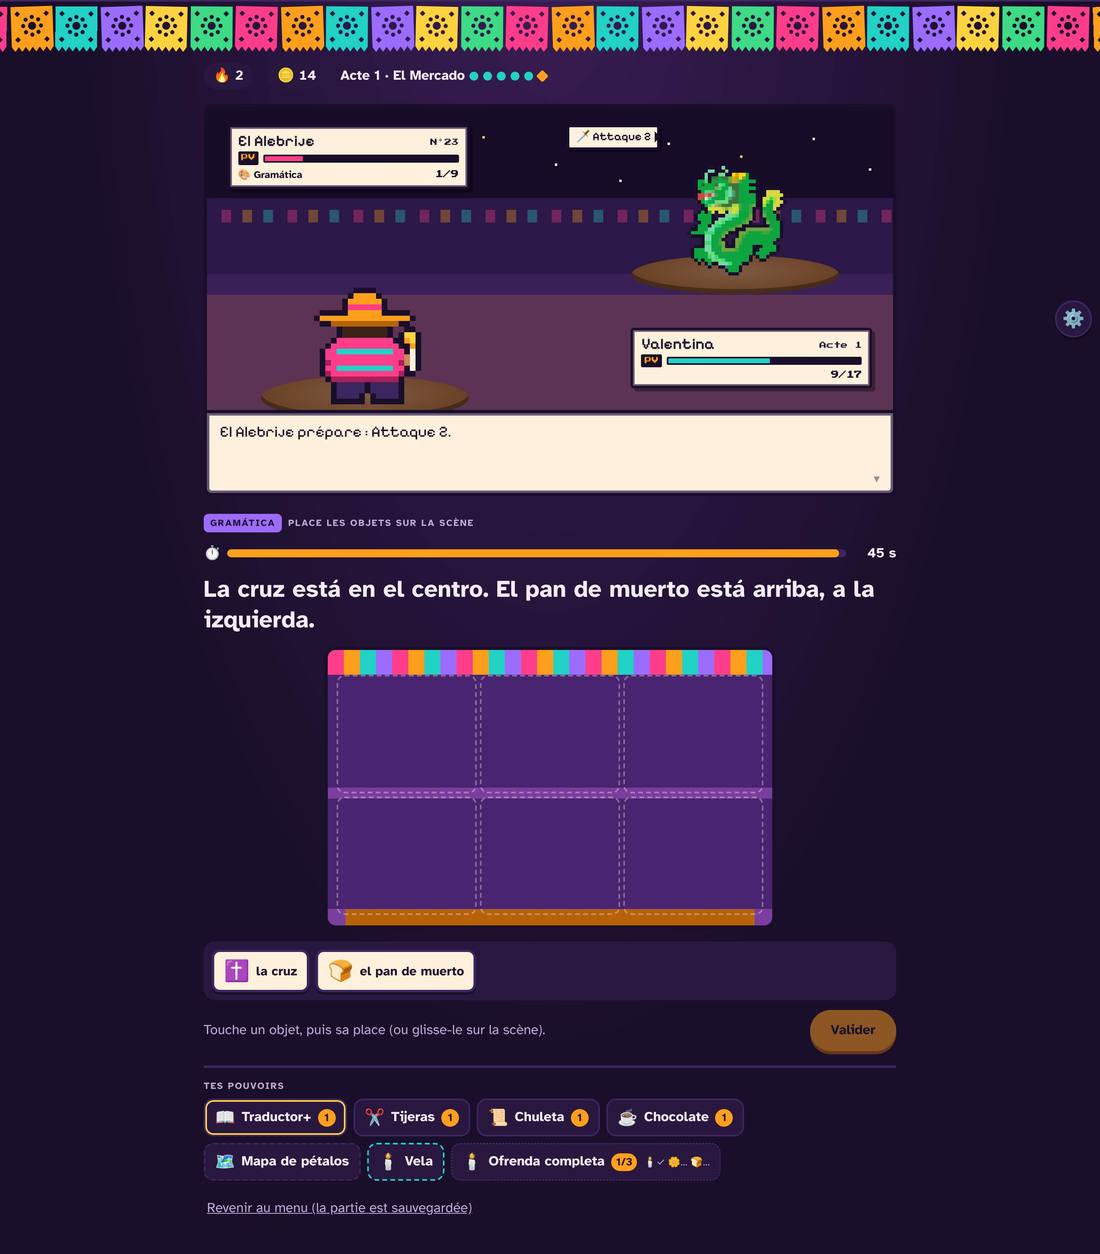 🔥 2
🪙 14
Acte 1 · El Mercado
El Alebrije N°23
PV
🎨 Gramática 1/9
🗡️ Attaque 2
Valentina Acte 1
PV
9/17
El Alebrije prépare : Attaque 2.
▼
GRAMÁTICA PLACE LES OBJETS SUR LA SCÈNE
⏱️ 45 s
La cruz está en el centro. El pan de muerto está arriba, a la
izquierda.
✝️ la cruz
🍞 el pan de muerto
Touche un objet, puis sa place (ou glisse-le sur la scène).
Valider
TES POUVOIRS
📖 Traductor+ 1
✂️ Tijeras 1
📜 Chuleta 1
☕ Chocolate 1
🗺️ Mapa de pétalos
🕯️ Vela
🕯️ Ofrenda completa 1/3 🕯️ ✓ 🌼… 🍞…
Revenir au menu (la partie est sauvegardée)